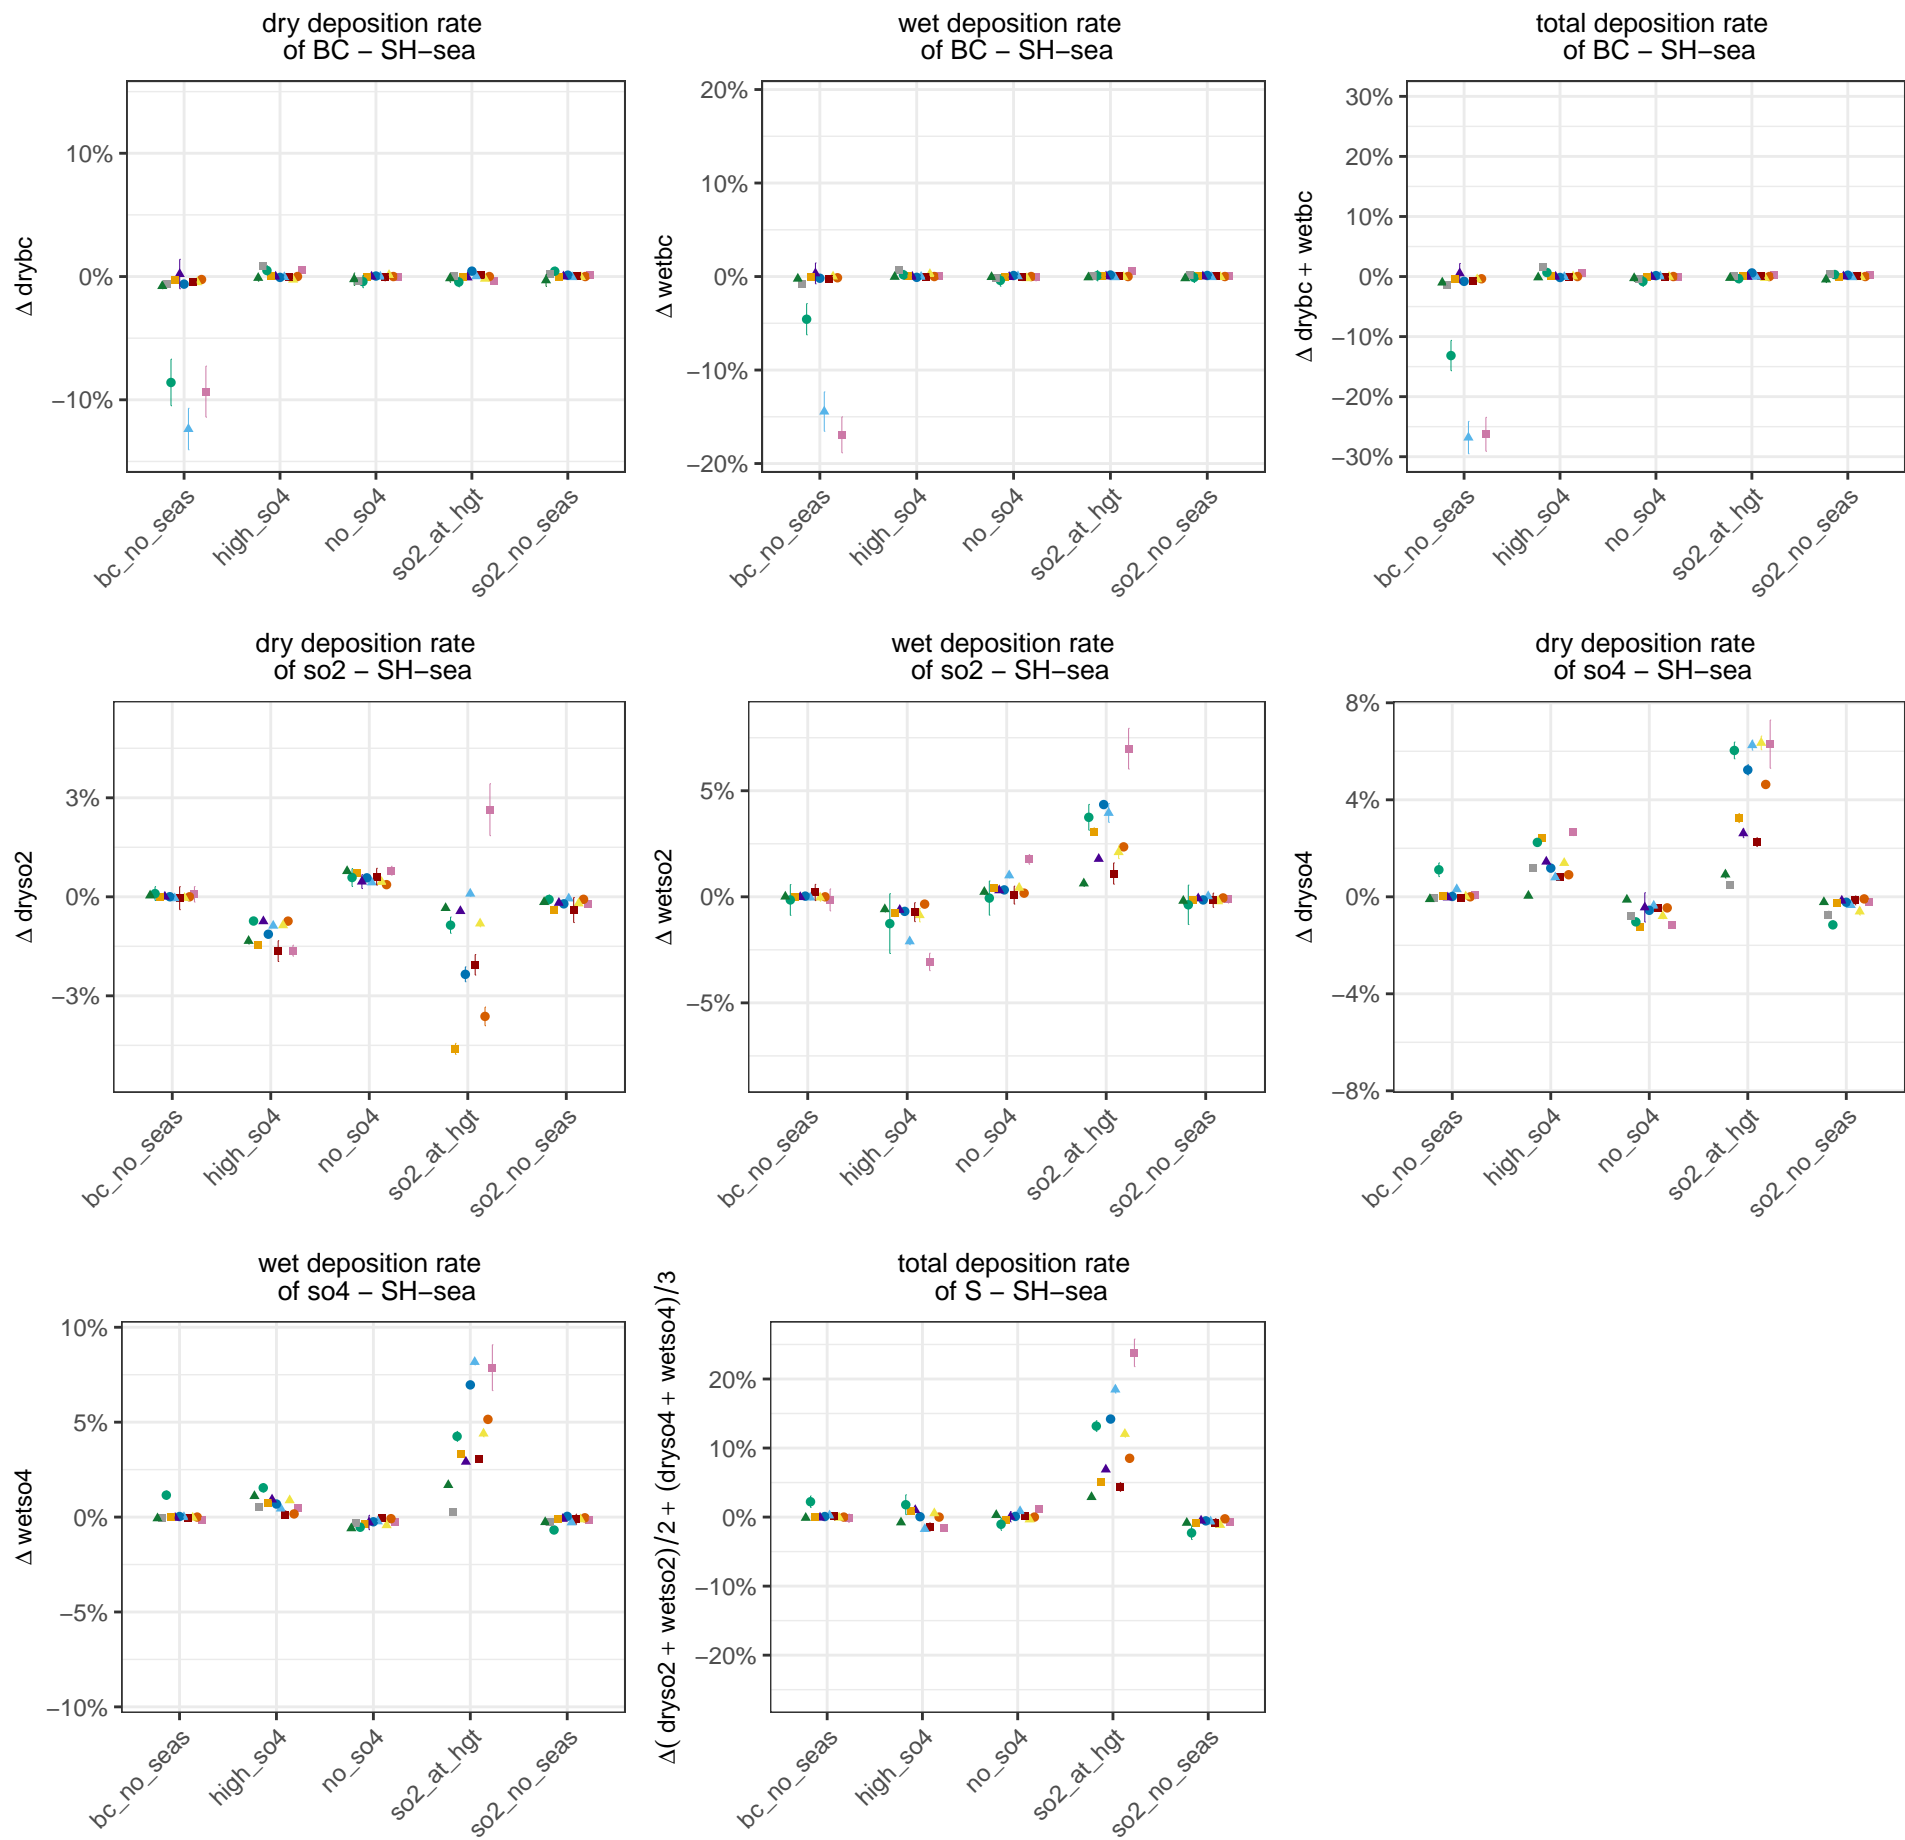 dry deposition rate
of BC − SH−sea
Δ drybc
10%
0%
−10%
bc_no_seas
high_so4
no_so4
so2_at_hgt
so2_no_seas
wet deposition rate
of BC − SH−sea
Δ wetbc
20%
10%
0%
−10%
−20%
bc_no_seas
high_so4
no_so4
so2_at_hgt
so2_no_seas
total deposition rate
of BC − SH−sea
Δ drybc + wetbc
30%
20%
10%
0%
−10%
−20%
−30%
bc_no_seas
high_so4
no_so4
so2_at_hgt
so2_no_seas
dry deposition rate
of so2 − SH−sea
Δ dryso2
3%
0%
−3%
bc_no_seas
high_so4
no_so4
so2_at_hgt
so2_no_seas
wet deposition rate
of so2 − SH−sea
Δ wetso2
5%
0%
−5%
bc_no_seas
high_so4
no_so4
so2_at_hgt
so2_no_seas
dry deposition rate
of so4 − SH−sea
Δ dryso4
8%
4%
0%
−4%
−8%
bc_no_seas
high_so4
no_so4
so2_at_hgt
so2_no_seas
wet deposition rate
of so4 − SH−sea
Δ wetso4
10%
5%
0%
−5%
−10%
bc_no_seas
high_so4
no_so4
so2_at_hgt
so2_no_seas
total deposition rate
of S − SH−sea
Δ( dryso2 + wetso2)/2 + (dryso4 + wetso4)/3
20%
10%
0%
−10%
−20%
bc_no_seas
high_so4
no_so4
so2_at_hgt
so2_no_seas